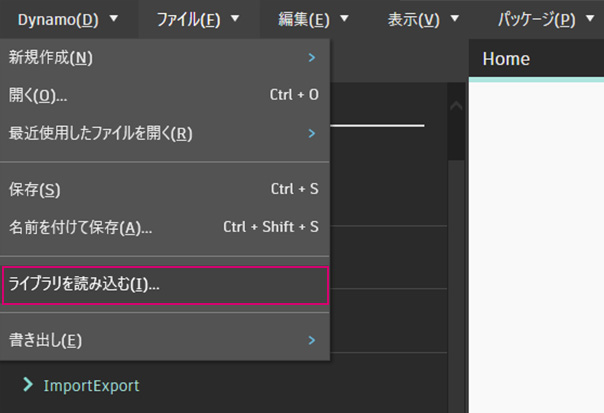 Dynamo(D) ▼ ファイル(F) ▼ 編集(E) ▼ 表示(V) ▼ パッケージ(P) ▼
新規作成(N) >
Home
開く(O)... Ctrl + O
最近使用したファイルを開く(R) >
保存(S) Ctrl + S
名前を付けて保存(A)... Ctrl + Shift + S
ライブラリを読み込む(I)...
書き出し(E) >
ImportExport